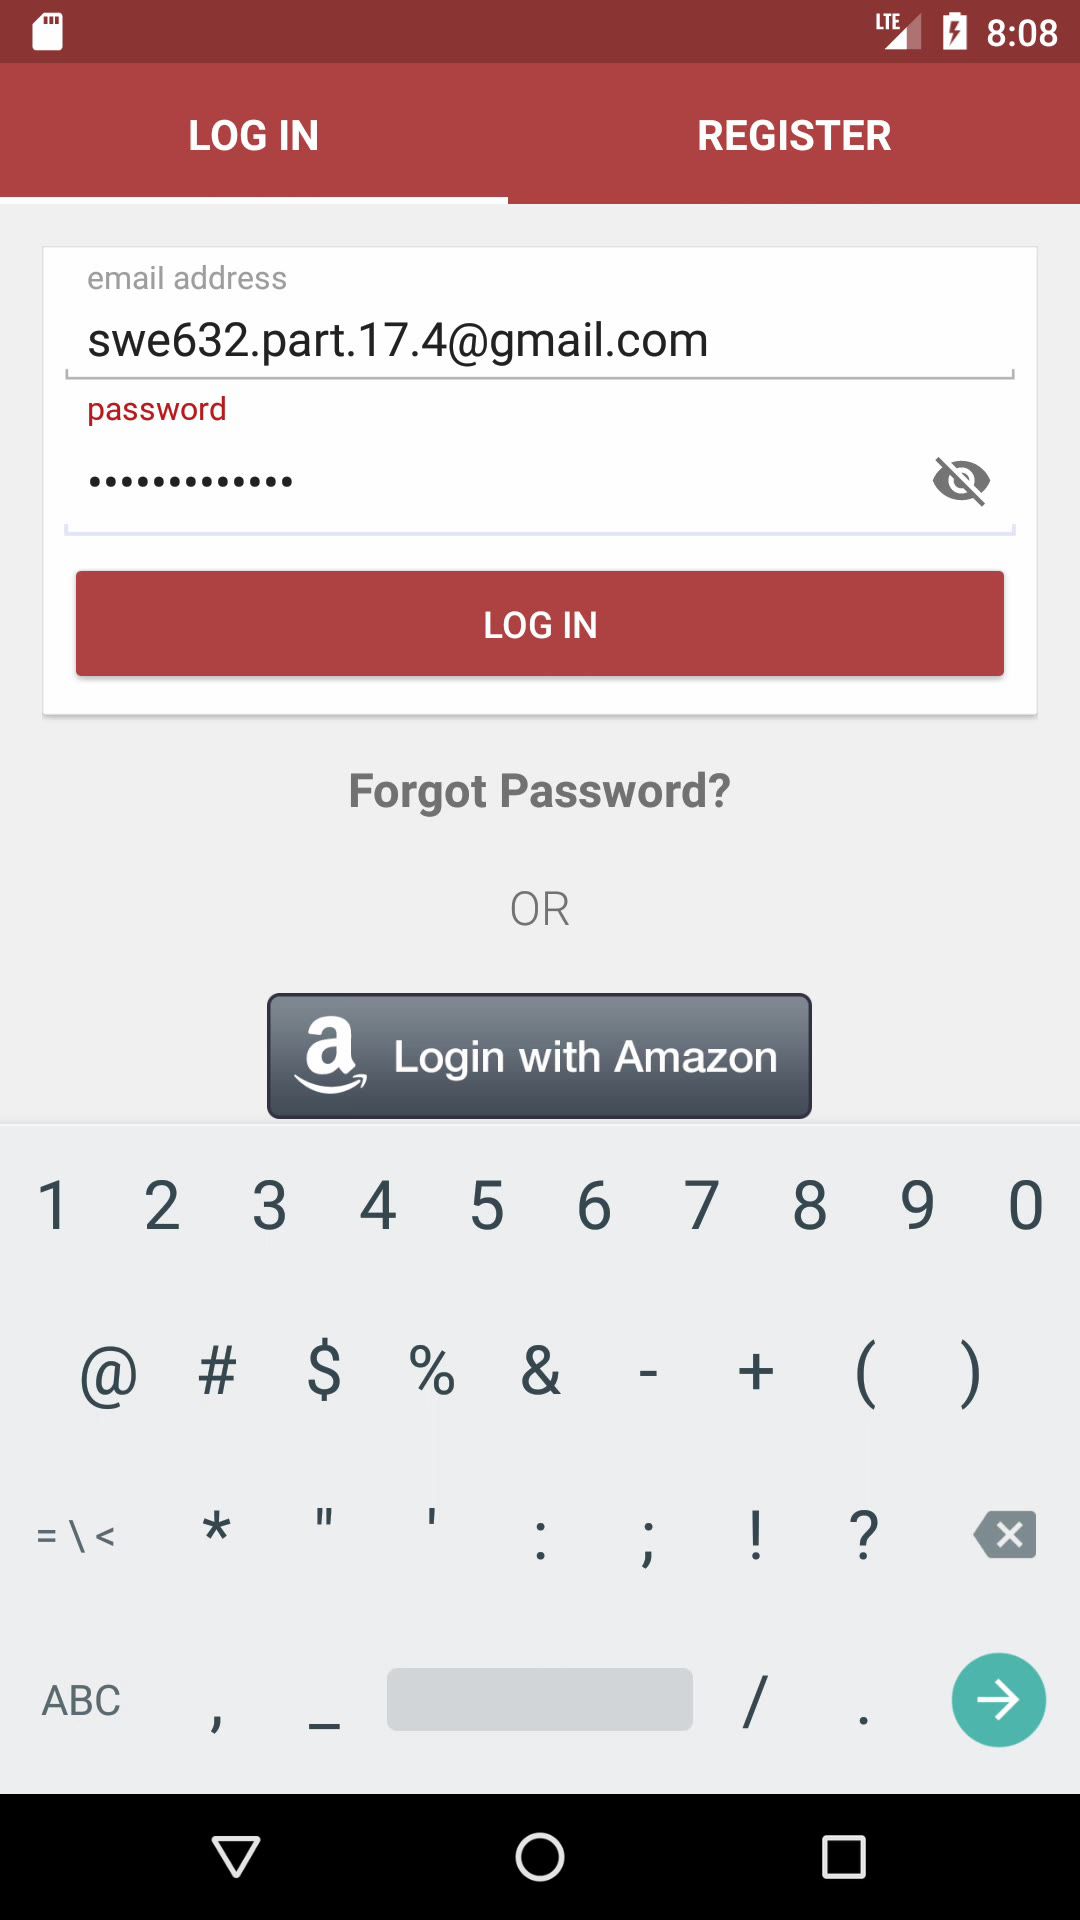 LTE 8:08
LOG IN REGISTER
email address
swe632.part.17.4@gmail.com
password
•••••••••••••
LOG IN
Forgot Password?
OR
a Login with Amazon
1 2 3 4 5 6 7 8 9 0
@ # $ % & - + ( )
= \ < * " ' : ; ! ?
ABC , _ / .